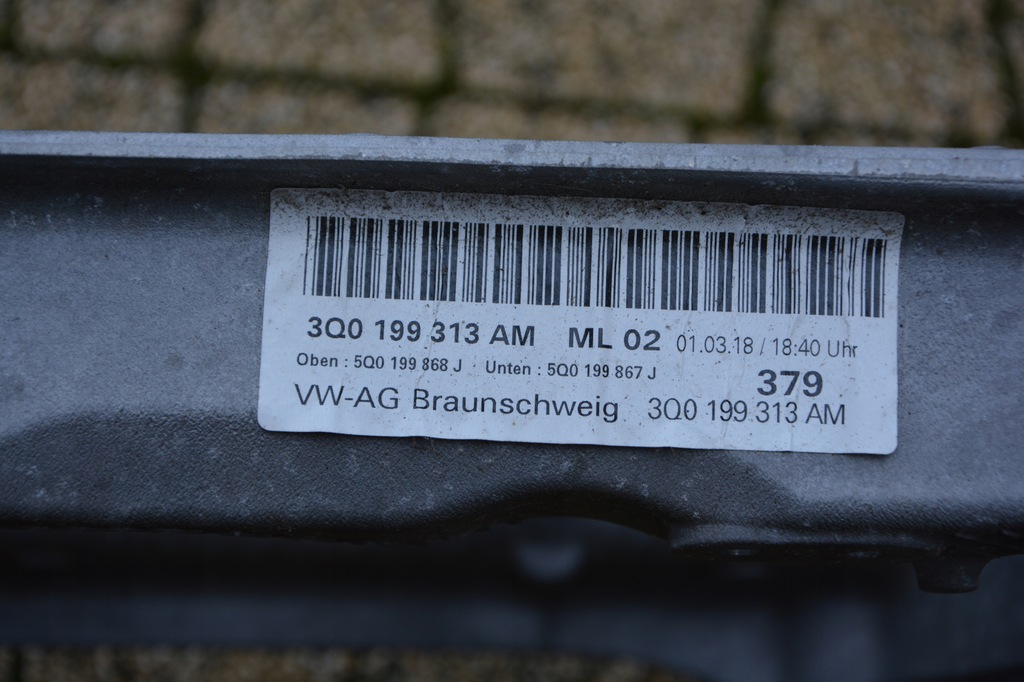 3Q0 199 313 AM ML 02 01.03.18 / 18:40 Uhr
Oben : 5Q0 199 868 J Unten : 5Q0 199 867 J 379
VW-AG Braunschweig 3Q0 199 313 AM